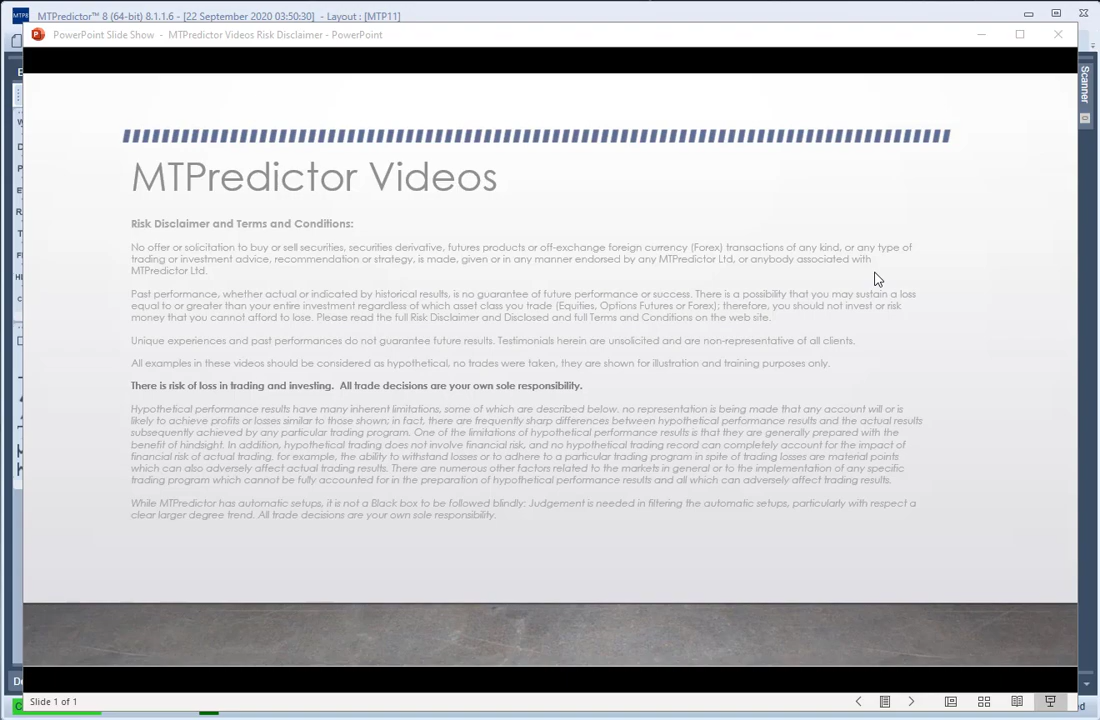 MTP8 MTPredictor™ 8 (64-bit) 8.1.1.6 - [22 September 2020 03:50:30] - Layout : [MTP11]
PowerPoint Slide Show - MTPredictor Videos Risk Disclaimer - PowerPoint
Scanner
MTPredictor Videos
Risk Disclaimer and Terms and Conditions:
No offer or solicitation to buy or sell securities, securities derivative, futures products or off-exchange foreign currency (Forex) transactions of any kind, or any type of
trading or investment advice, recommendation or strategy, is made, given or in any manner endorsed by any MTPredictor Ltd, or anybody associated with
MTPredictor Ltd.
Past performance, whether actual or indicated by historical results, is no guarantee of future performance or success. There is a possibility that you may sustain a loss
equal to or greater than your entire investment regardless of which asset class you trade (Equities, Options Futures or Forex); therefore, you should not invest or risk
money that you cannot afford to lose. Please read the full Risk Disclaimer and Disclosed and full Terms and Conditions on the web site.
Unique experiences and past performances do not guarantee future results. Testimonials herein are unsolicited and are non-representative of all clients.
All examples in these videos should be considered as hypothetical, no trades were taken, they are shown for illustration and training purposes only.
There is risk of loss in trading and investing. All trade decisions are your own sole responsibility.
Hypothetical performance results have many inherent limitations, some of which are described below. no representation is being made that any account will or is
likely to achieve profits or losses similar to those shown; in fact, there are frequently sharp differences between hypothetical performance results and the actual results
subsequently achieved by any particular trading program. One of the limitations of hypothetical performance results is that they are generally prepared with the
benefit of hindsight. In addition, hypothetical trading does not involve financial risk, and no hypothetical trading record can completely account for the impact of
financial risk of actual trading. for example, the ability to withstand losses or to adhere to a particular trading program in spite of trading losses are material points
which can also adversely affect actual trading results. There are numerous other factors related to the markets in general or to the implementation of any specific
trading program which cannot be fully accounted for in the preparation of hypothetical performance results and all which can adversely affect trading results.
While MTPredictor has automatic setups, it is not a Black box to be followed blindly: Judgement is needed in filtering the automatic setups, particularly with respect a
clear larger degree trend. All trade decisions are your own sole responsibility.
Slide 1 of 1